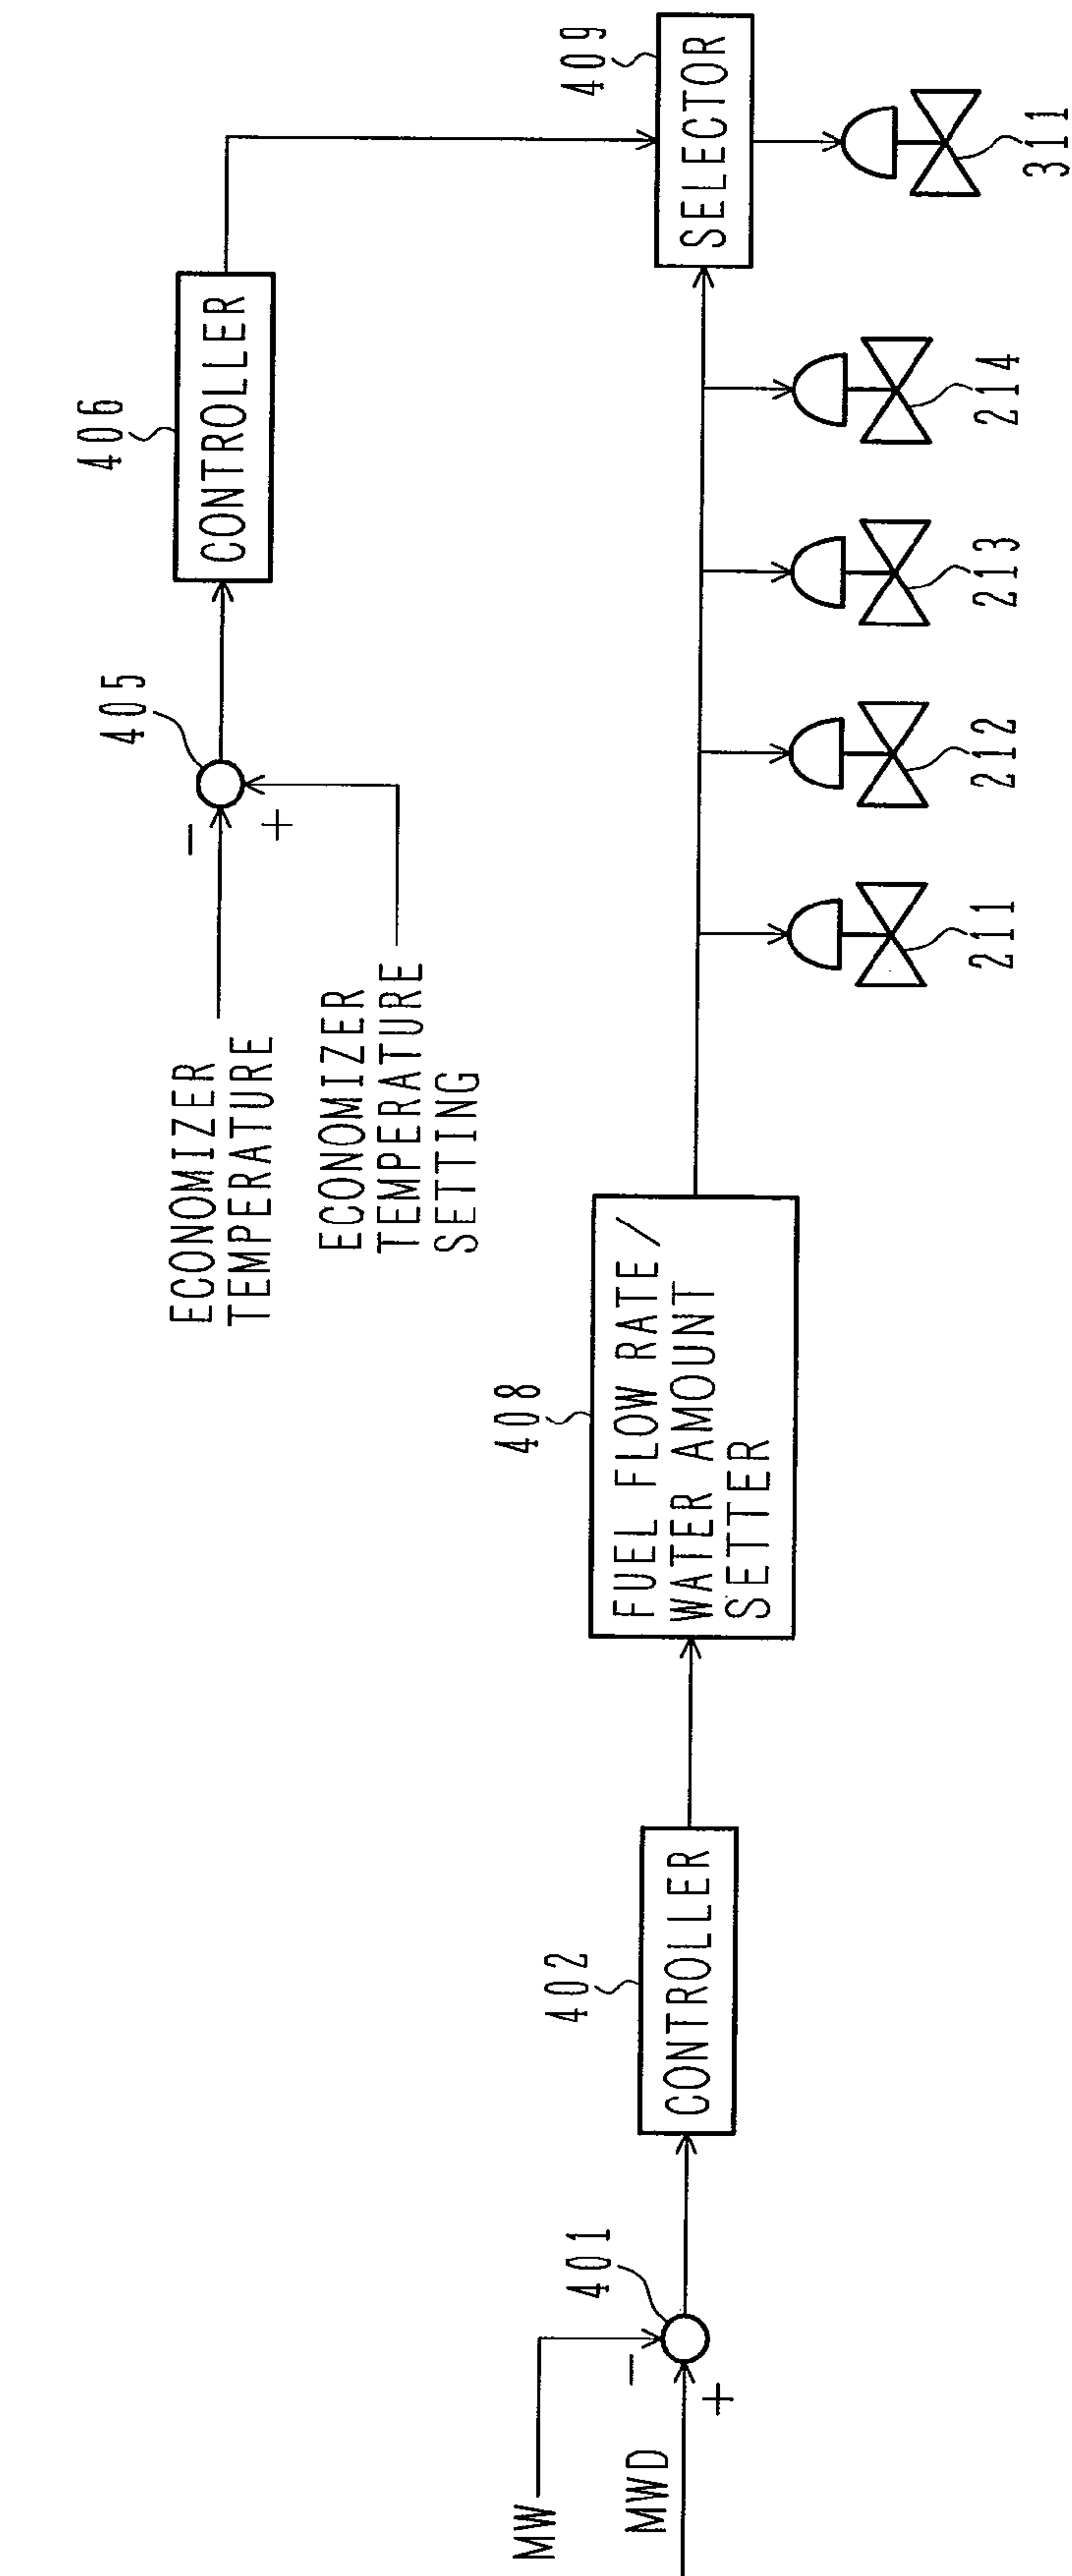 409
SELECTOR
311
406
CONTROLLER
214
213
405
212
−
+
211
ECONOMIZER
TEMPERATURE
ECONOMIZER
TEMPERATURE
SETTING
408
FUEL FLOW RATE/
WATER AMOUNT
SETTER
402
CONTROLLER
401
−
+
MW
MWD